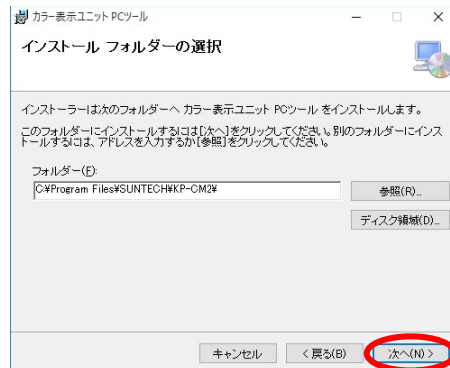 カラー表示ユニット PCツール
インストール フォルダーの選択
インストーラーは次のフォルダーへ カラー表示ユニット PCツール をインストールします。
このフォルダーにインストールするには[次へ]をクリックしてください。別のフォルダーにインス
トールするには、アドレスを入力するか[参照]をクリックしてください。
フォルダー(F):
C:¥Program Files¥SUNTECH¥KP-CM2¥
参照(R)...
ディスク領域(D)...
キャンセル
< 戻る(B)
次へ(N) >